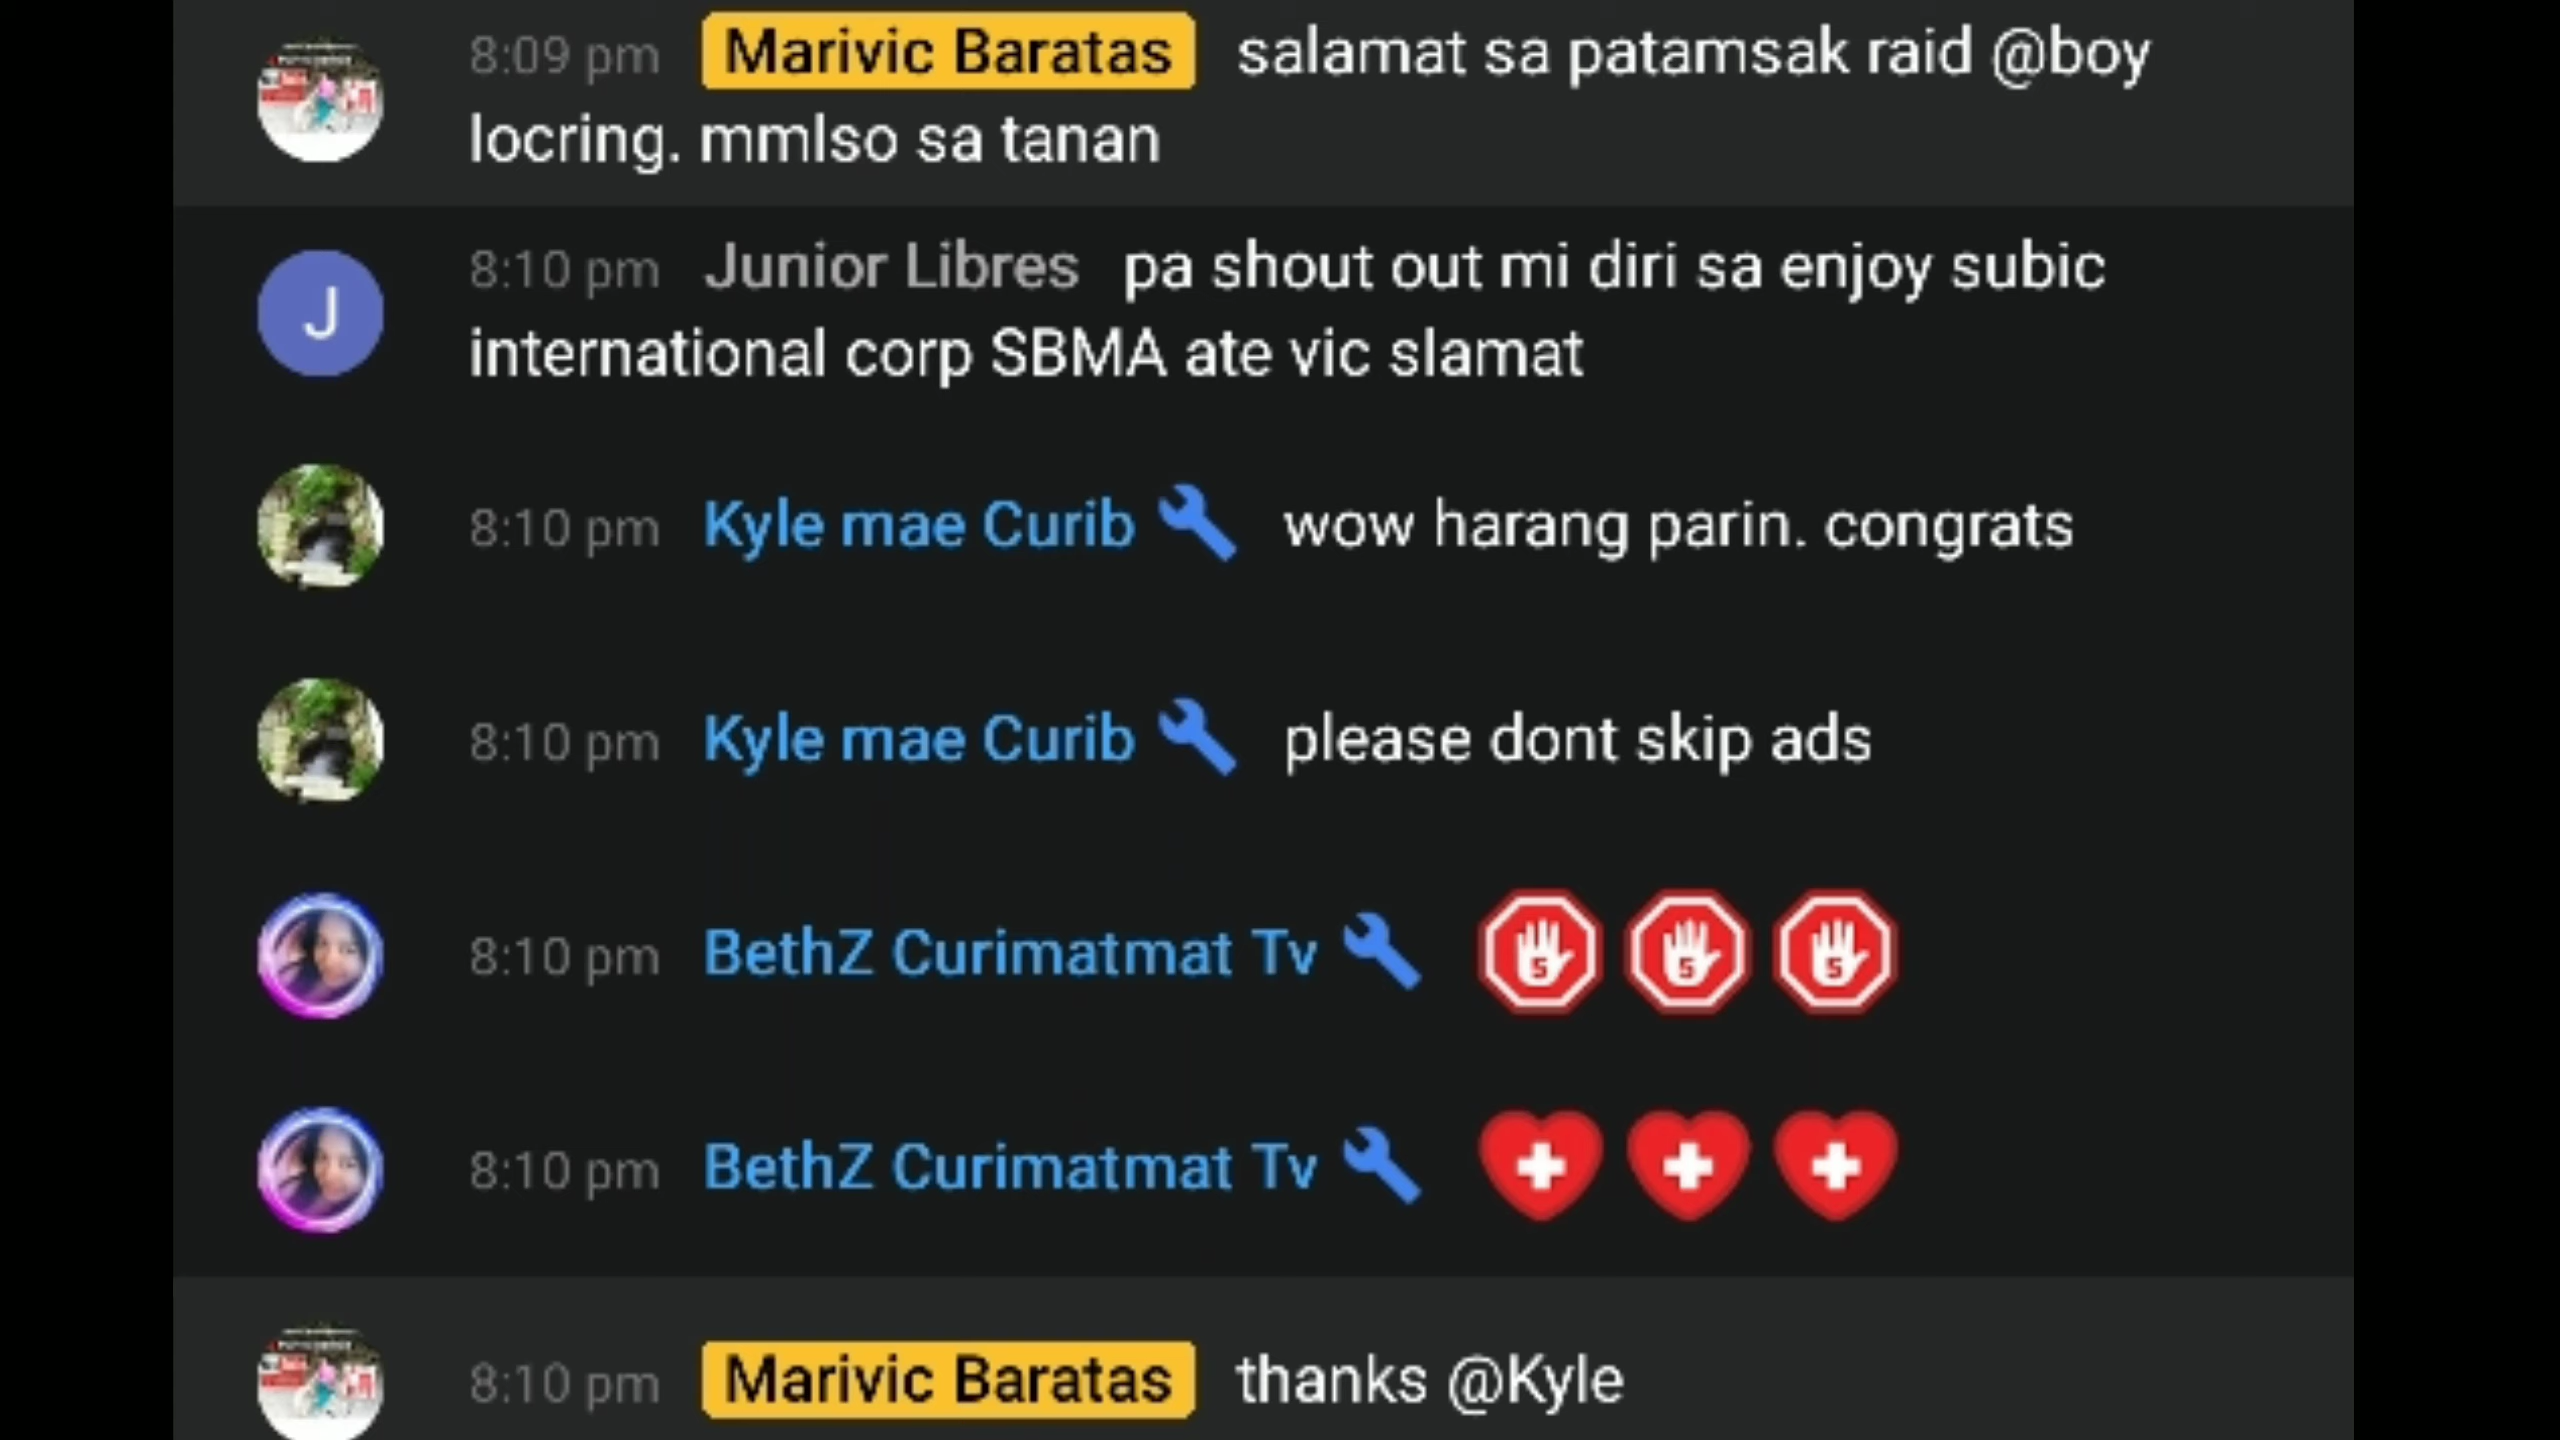 8:09 pm Marivic Baratas salamat sa patamsak raid @boy
locring. mmlso sa tanan
J 8:10 pm Junior Libres pa shout out mi diri sa enjoy subic
international corp SBMA ate vic slamat
8:10 pm Kyle mae Curib wow harang parin. congrats
8:10 pm Kyle mae Curib please dont skip ads
8:10 pm BethZ Curimatmat Tv 5 5 5
8:10 pm BethZ Curimatmat Tv
8:10 pm Marivic Baratas thanks @Kyle